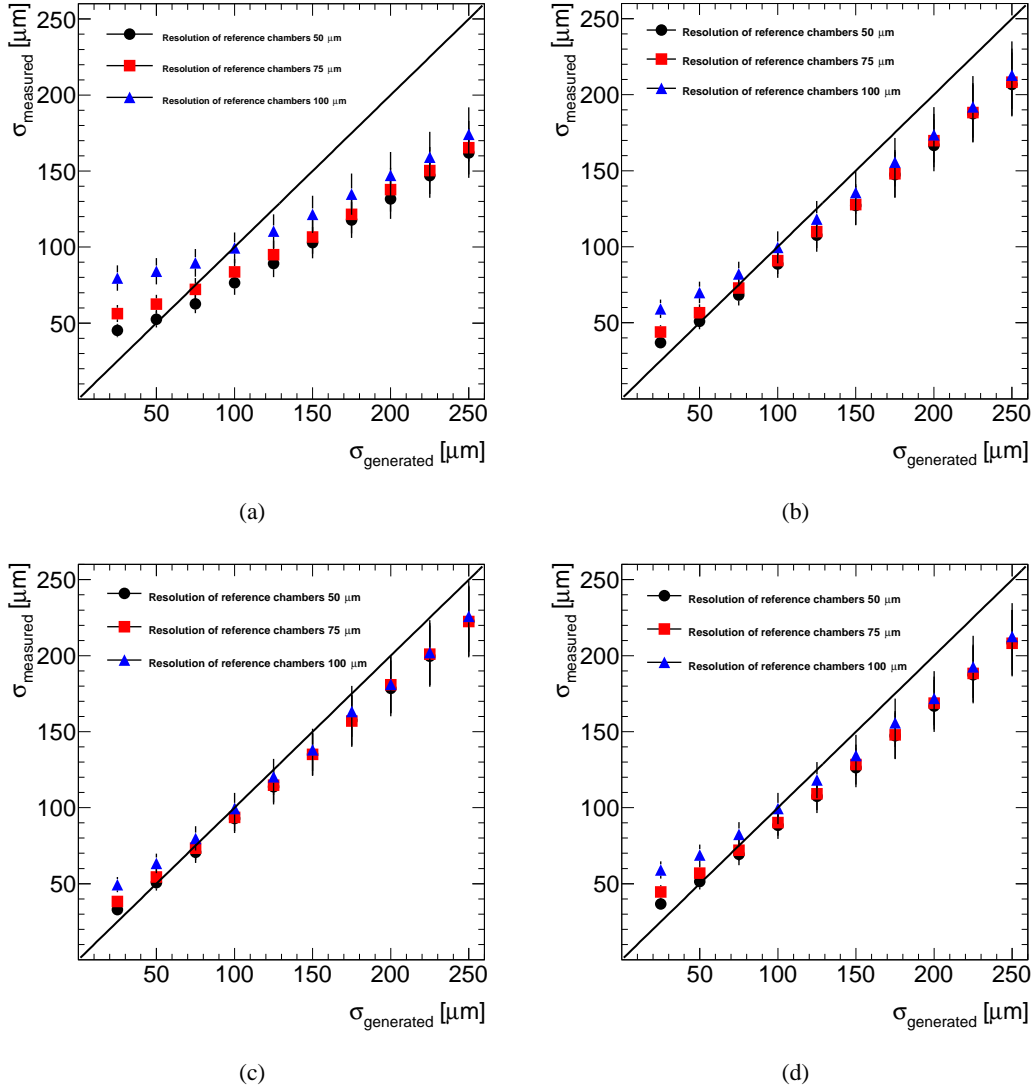 σmeasured [μm]
250
200
150
100
50
Resolution of reference chambers 50 μm
Resolution of reference chambers 75 μm
Resolution of reference chambers 100 μm
50 100 150 200 250
σgenerated [μm]
(a)
σmeasured [μm]
250
200
150
100
50
Resolution of reference chambers 50 μm
Resolution of reference chambers 75 μm
Resolution of reference chambers 100 μm
50 100 150 200 250
σgenerated [μm]
(b)
σmeasured [μm]
250
200
150
100
50
Resolution of reference chambers 50 μm
Resolution of reference chambers 75 μm
Resolution of reference chambers 100 μm
50 100 150 200 250
σgenerated [μm]
(c)
σmeasured [μm]
250
200
150
100
50
Resolution of reference chambers 50 μm
Resolution of reference chambers 75 μm
Resolution of reference chambers 100 μm
50 100 150 200 250
σgenerated [μm]
(d)